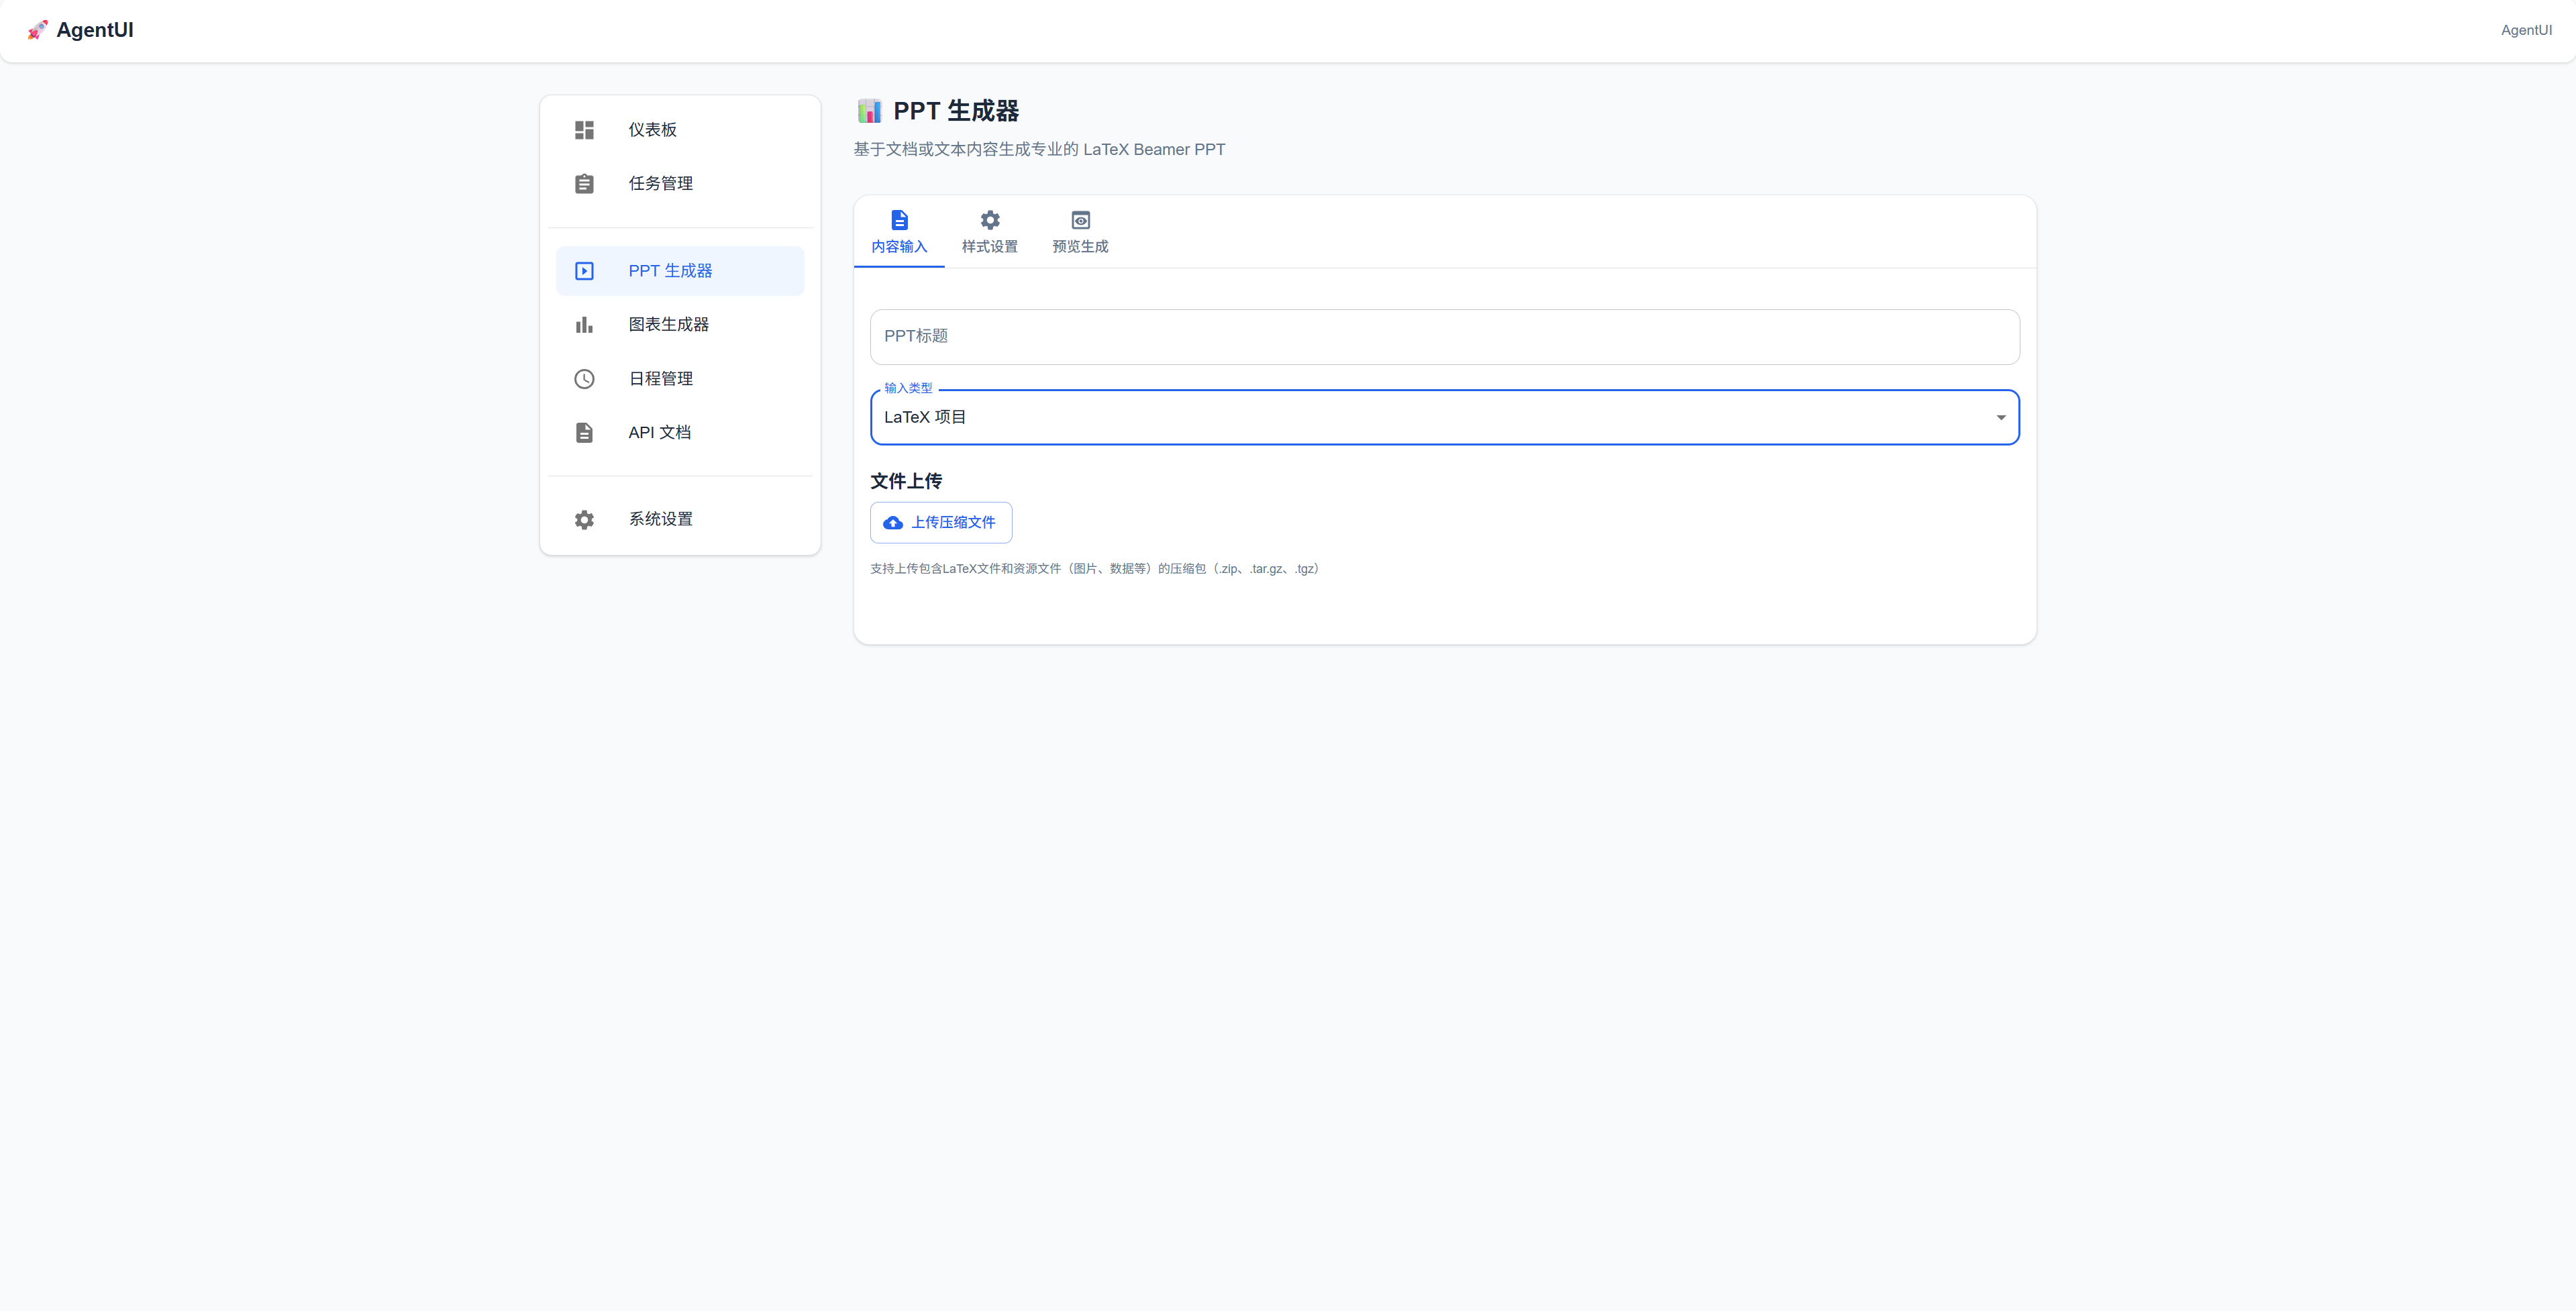 AgentUI
AgentUI
仪表板
任务管理
PPT 生成器
图表生成器
日程管理
API 文档
系统设置
PPT 生成器
基于文档或文本内容生成专业的 LaTeX Beamer PPT
内容输入
样式设置
预览生成
PPT标题
输入类型
LaTeX 项目
文件上传
上传压缩文件
支持上传包含LaTeX文件和资源文件（图片、数据等）的压缩包（.zip、.tar.gz、.tgz）